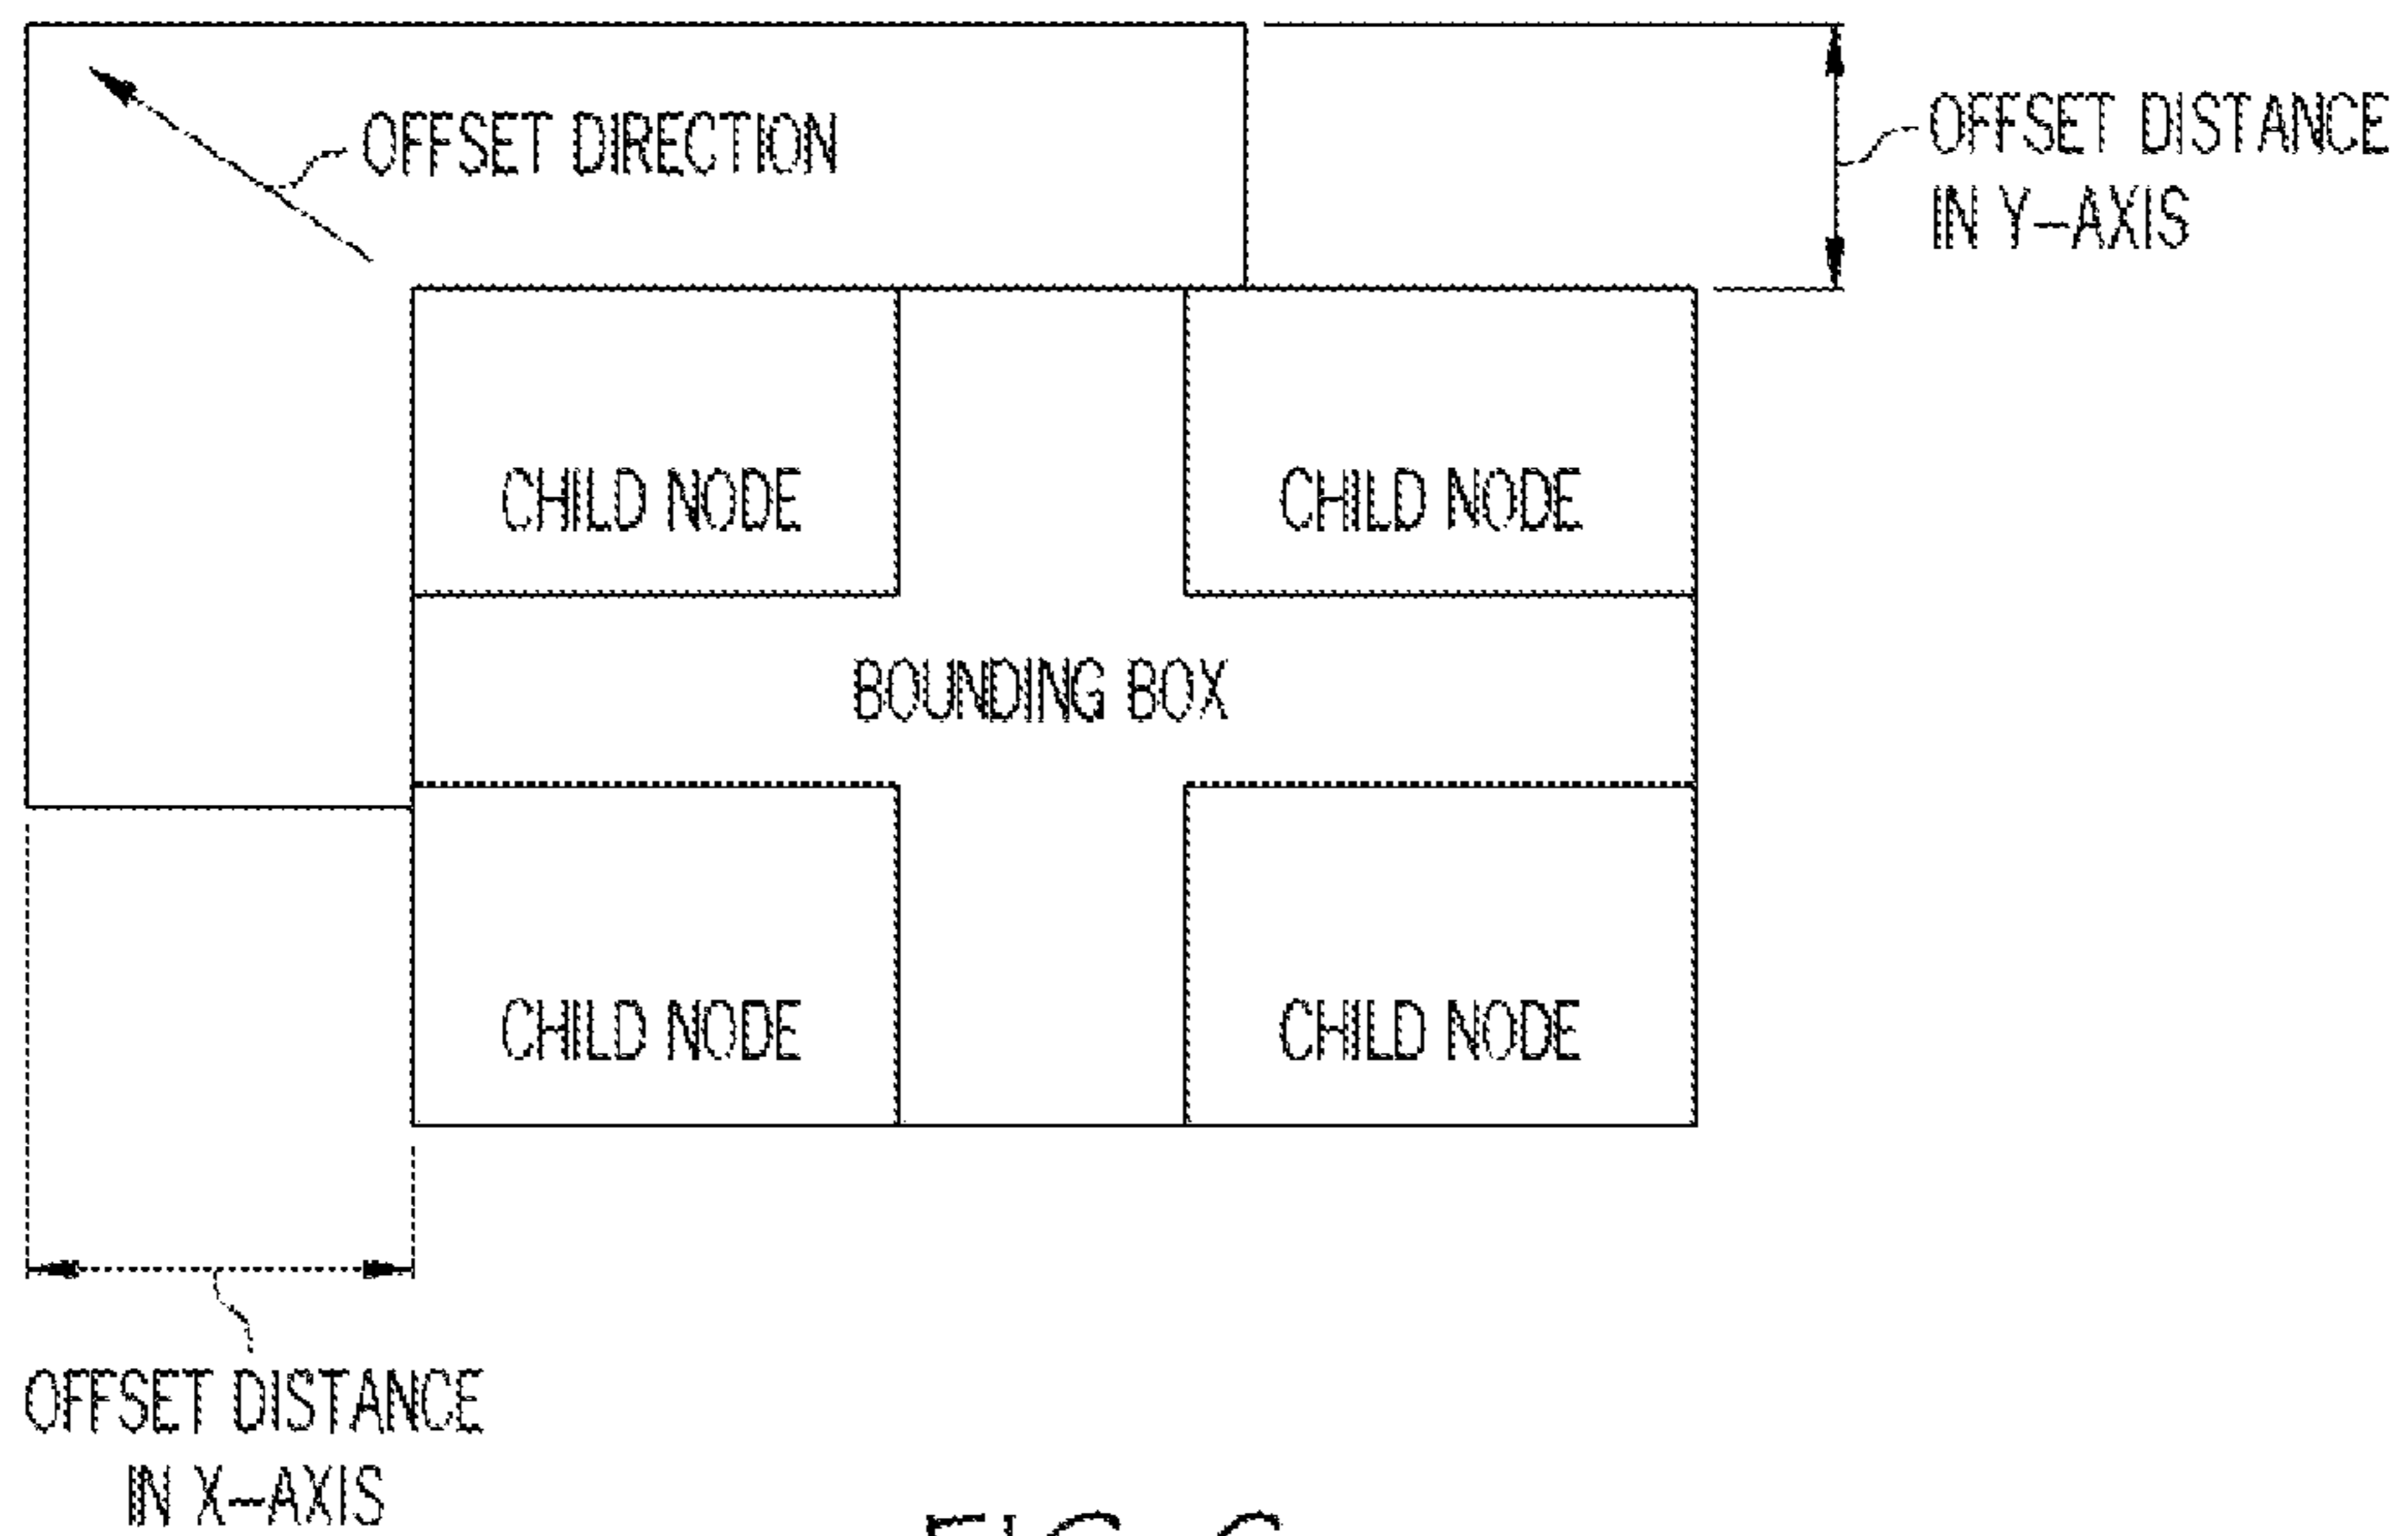 OFFSET DIRECTION
OFFSET DISTANCE
IN Y-AXIS
CHILD NODE
CHILD NODE
BOUNDING BOX
CHILD NODE
CHILD NODE
OFFSET DISTANCE
IN X-AXIS